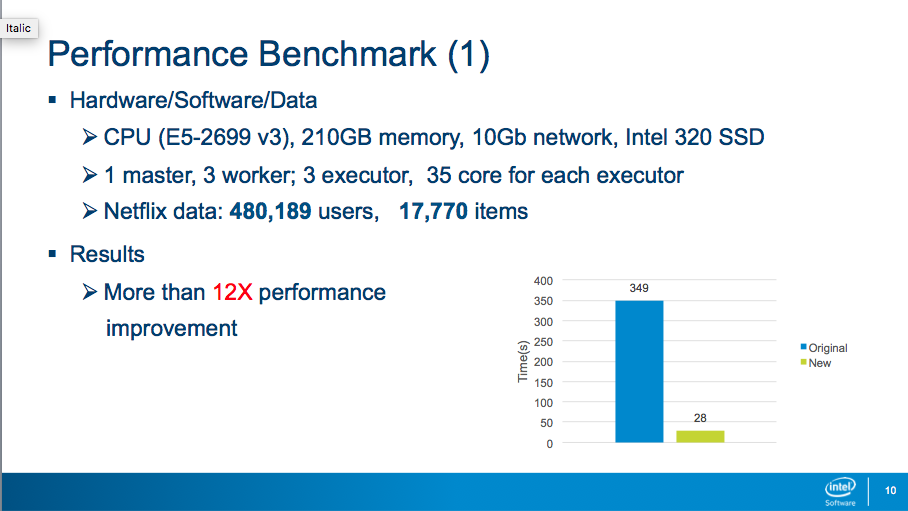 Italic
Performance Benchmark (1)
▪ Hardware/Software/Data
➢ CPU (E5-2699 v3), 210GB memory, 10Gb network, Intel 320 SSD
➢ 1 master, 3 worker; 3 executor, 35 core for each executor
➢ Netflix data: 480,189 users, 17,770 items
▪ Results
➢ More than 12X performance
improvement
Time(s)
400
350
300
250
200
150
100
50
0
349
28
Original
New
intel
Software
10